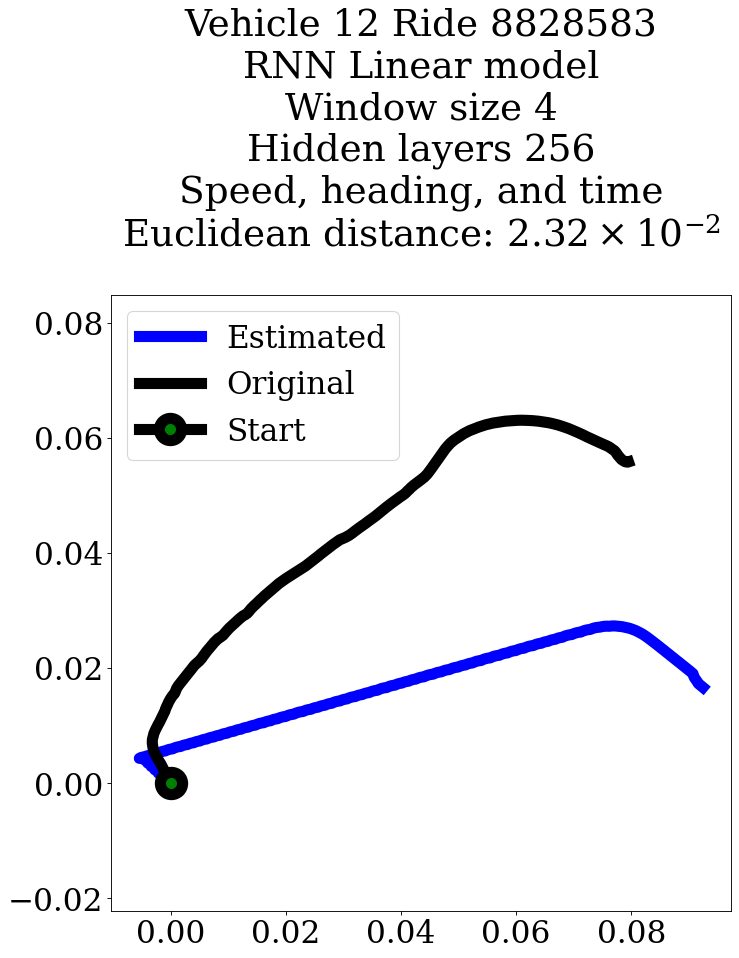 Vehicle 12 Ride 8828583
RNN Linear model
Window size 4
Hidden layers 256
Speed, heading, and time
Euclidean distance: 2.32 × 10⁻²
Estimated
Original
Start
0.08
0.06
0.04
0.02
0.00
−0.02
0.00 0.02 0.04 0.06 0.08